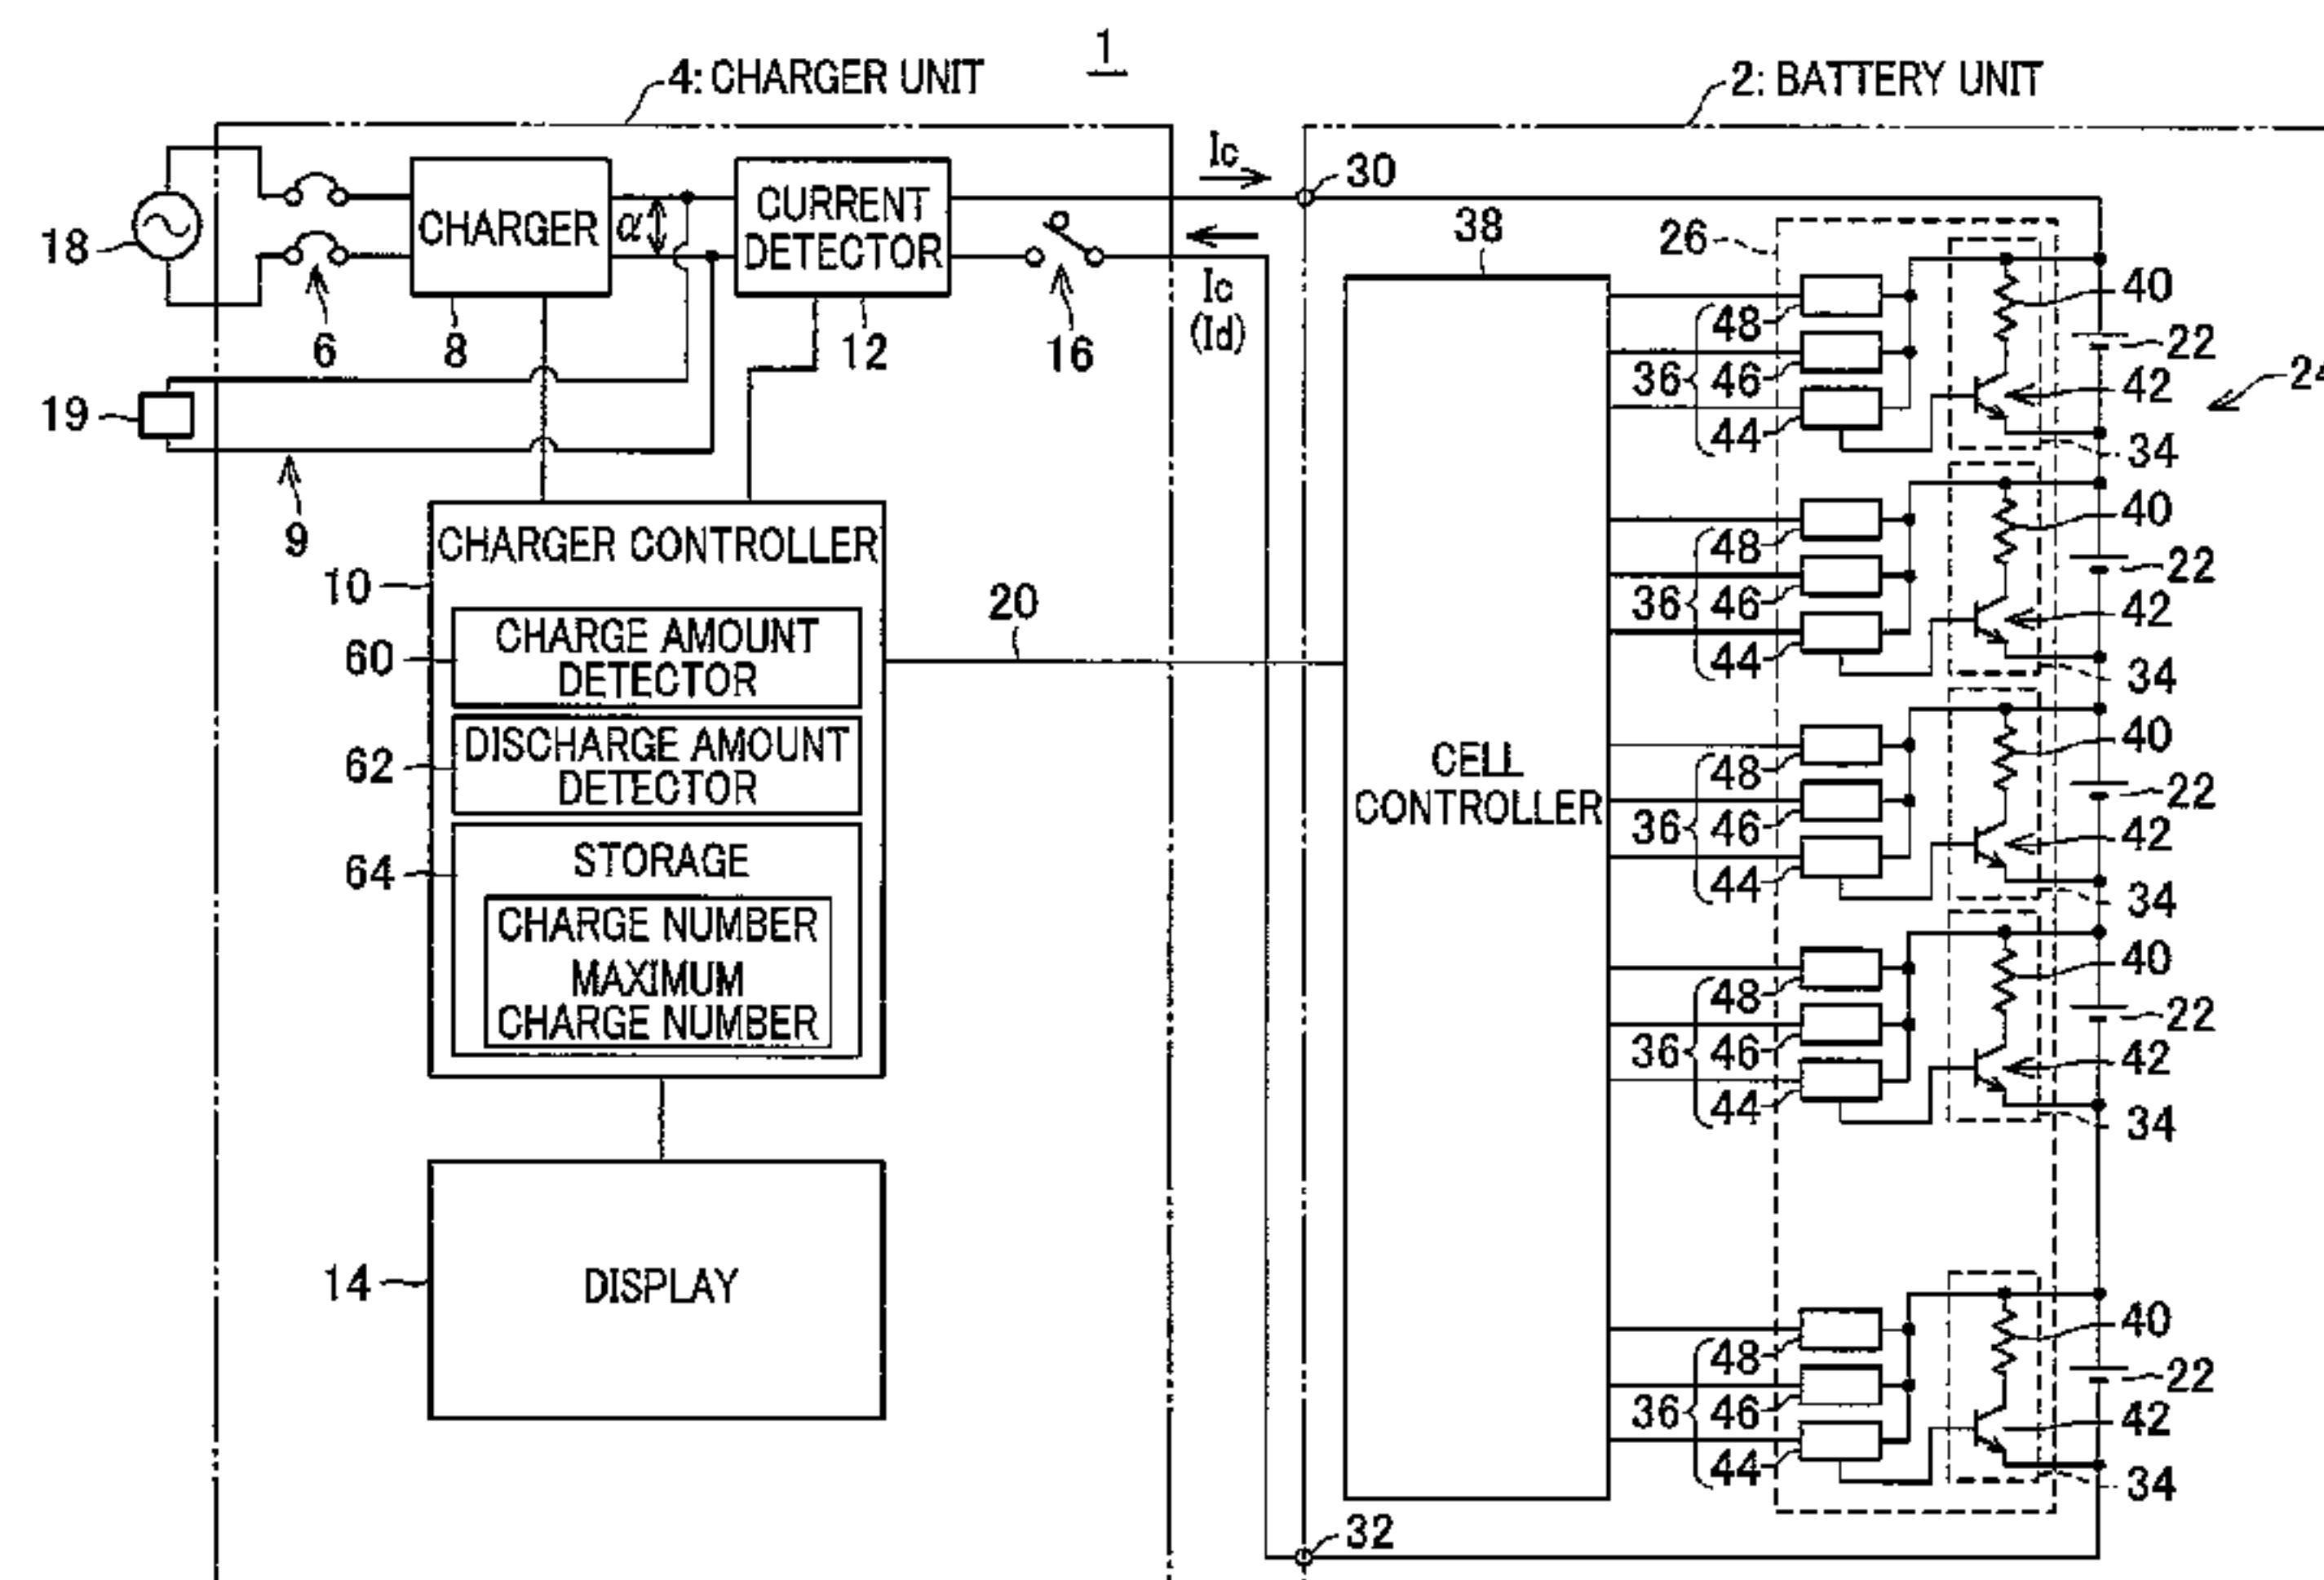 1
4: CHARGER UNIT
2: BATTERY UNIT
Ic
30
18
CHARGER
α
CURRENT
DETECTOR
Ic
(Id)
6
8
12
16
19
9
CHARGER CONTROLLER
10
60
CHARGE AMOUNT
DETECTOR
20
62
DISCHARGE AMOUNT
DETECTOR
64
STORAGE
CHARGE NUMBER
MAXIMUM
CHARGE NUMBER
14
DISPLAY
38
CELL
CONTROLLER
26
24
36
48
46
44
40
22
42
34
36
48
46
44
40
22
42
34
36
48
46
44
40
22
42
34
36
48
46
44
40
22
42
34
36
48
46
44
40
22
42
34
32